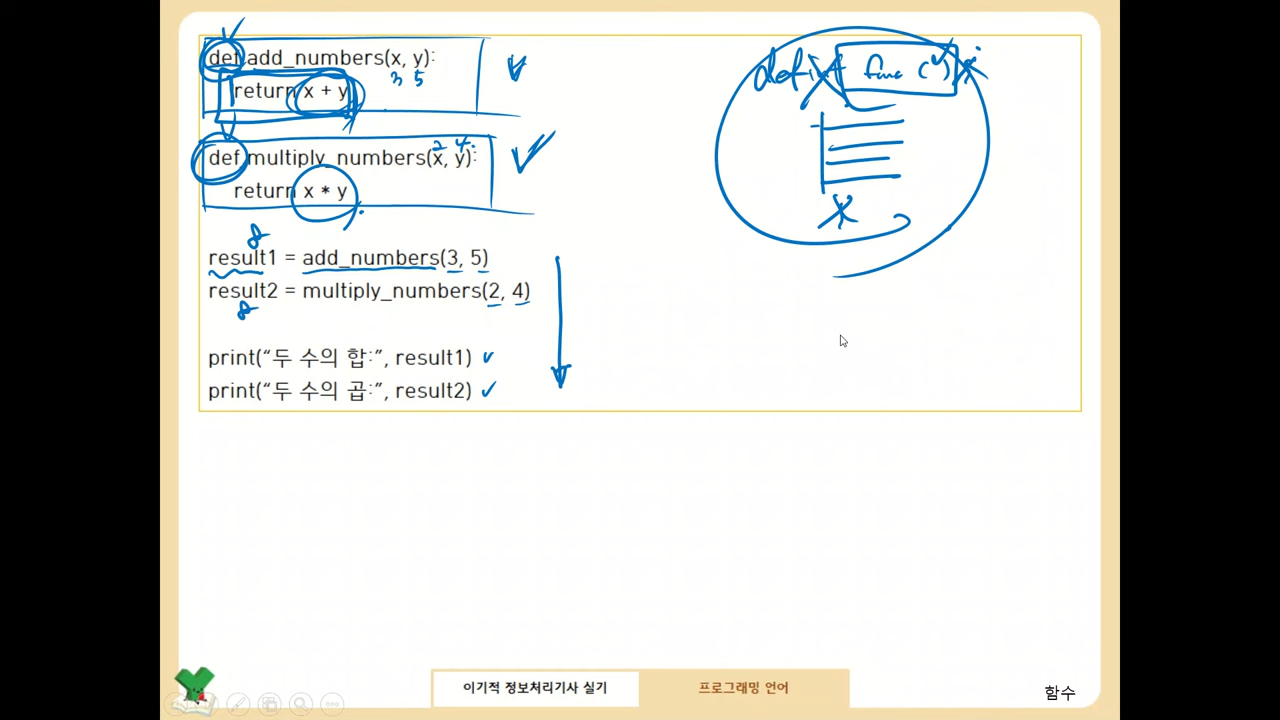 def add_numbers(x, y):
3 5
return x + y
2 4
def multiply_numbers(x, y):
return x * y
8
result1 = add_numbers(3, 5)
result2 = multiply_numbers(2, 4)
8
print(“두 수의 합:”, result1)
print(“두 수의 곱:”, result2)
func ( )
이기적 정보처리기사 실기
프로그래밍 언어
함수